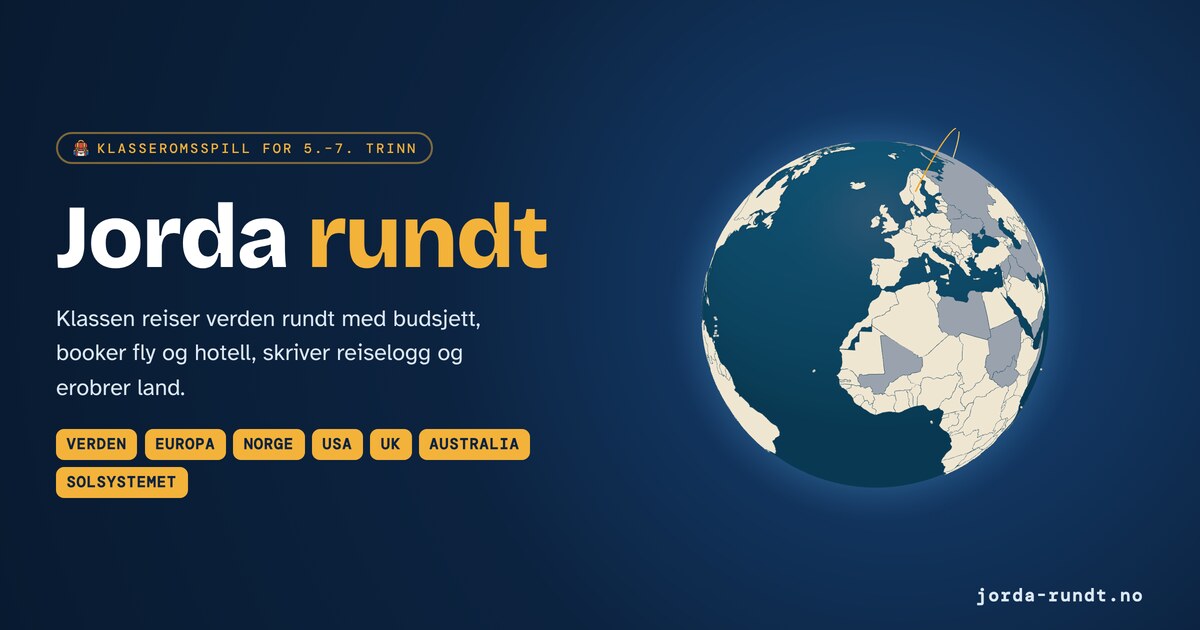 KLASSEROMSSPILL FOR 5.–7. TRINN
Jorda rundt
Klassen reiser verden rundt med budsjett,
booker fly og hotell, skriver reiselogg og
erobrer land.
VERDEN EUROPA NORGE USA UK AUSTRALIA
SOLSYSTEMET
jorda-rundt.no